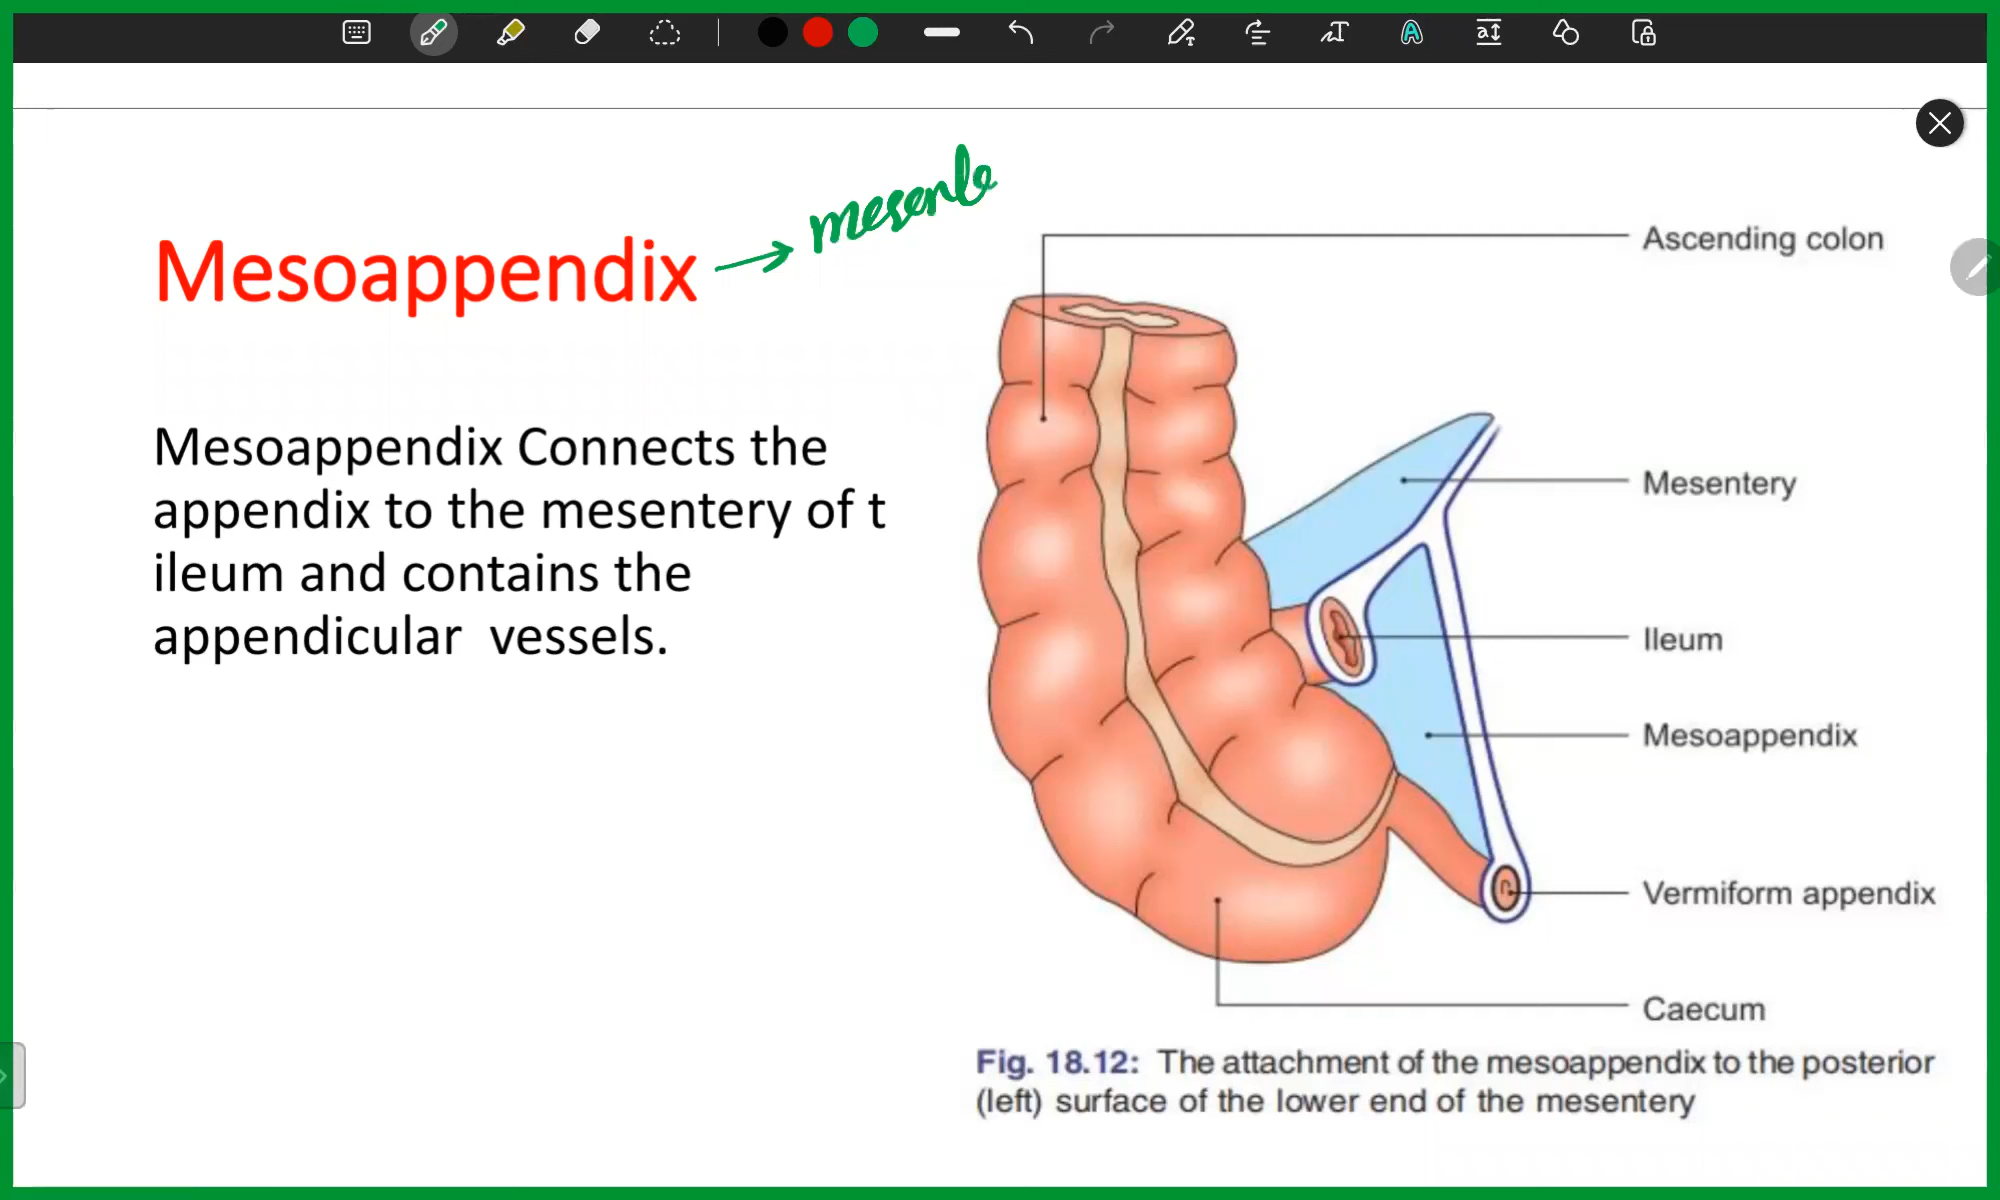 mesente
Mesoappendix
Mesoappendix Connects the
appendix to the mesentery of t
ileum and contains the
appendicular vessels.
Ascending colon
Mesentery
Ileum
Mesoappendix
Vermiform appendix
Caecum
Fig. 18.12: The attachment of the mesoappendix to the posterior
(left) surface of the lower end of the mesentery